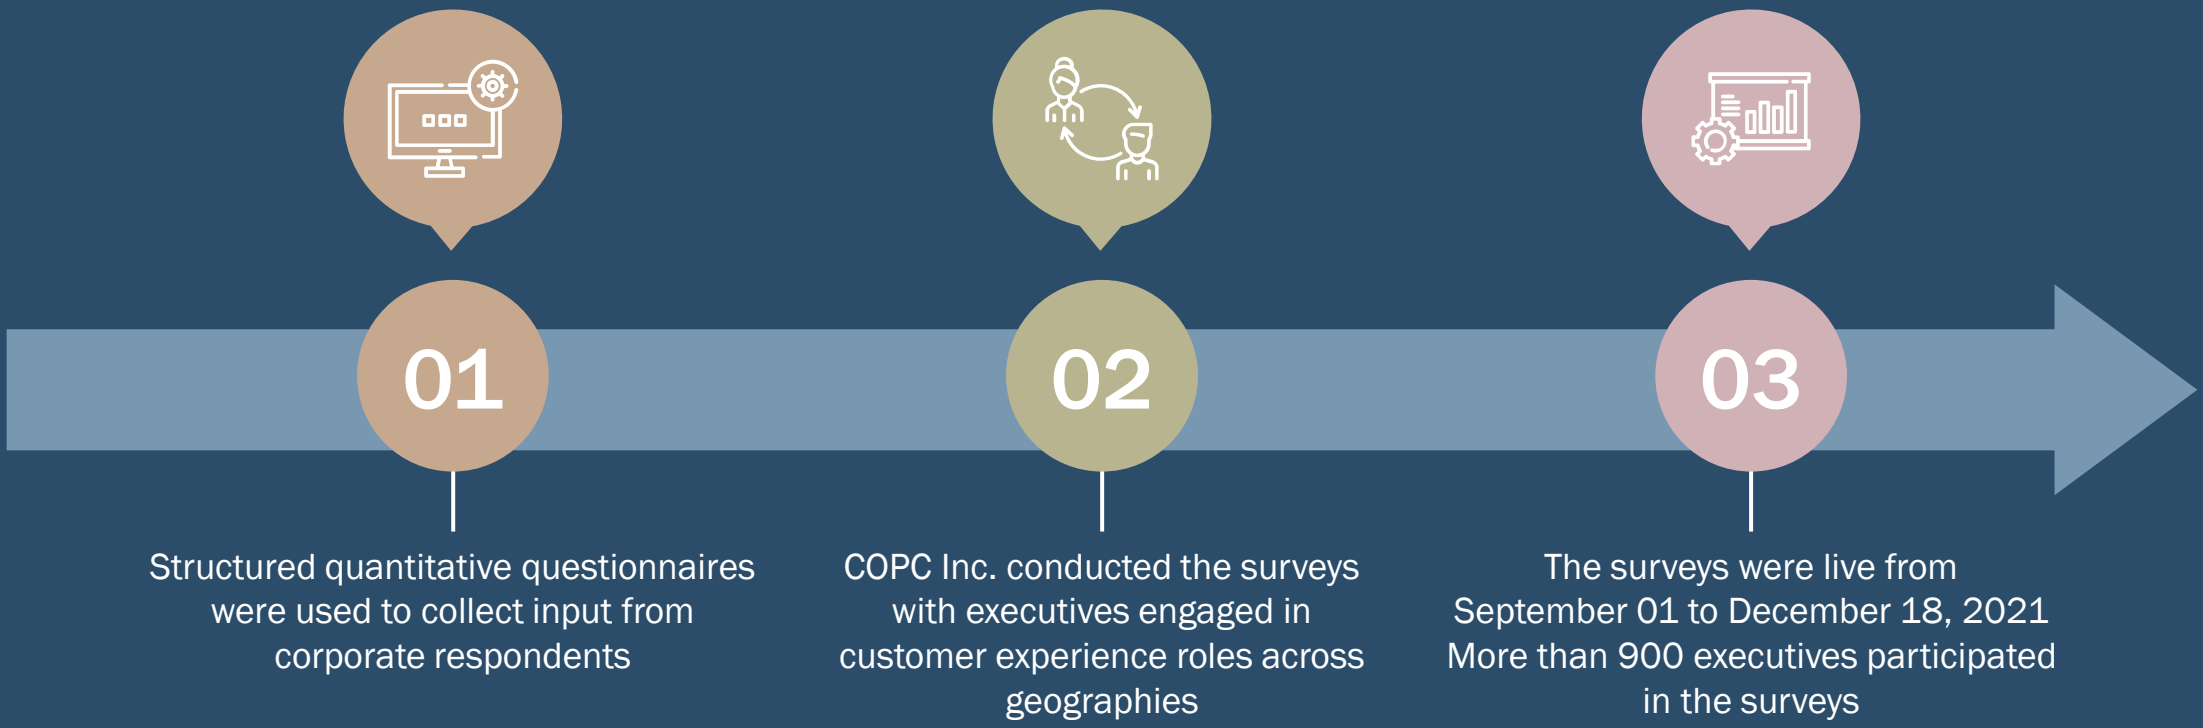 01
Structured quantitative questionnaires
were used to collect input from
corporate respondents
02
COPC Inc. conducted the surveys
with executives engaged in
customer experience roles across
geographies
03
The surveys were live from
September 01 to December 18, 2021
More than 900 executives participated
in the surveys